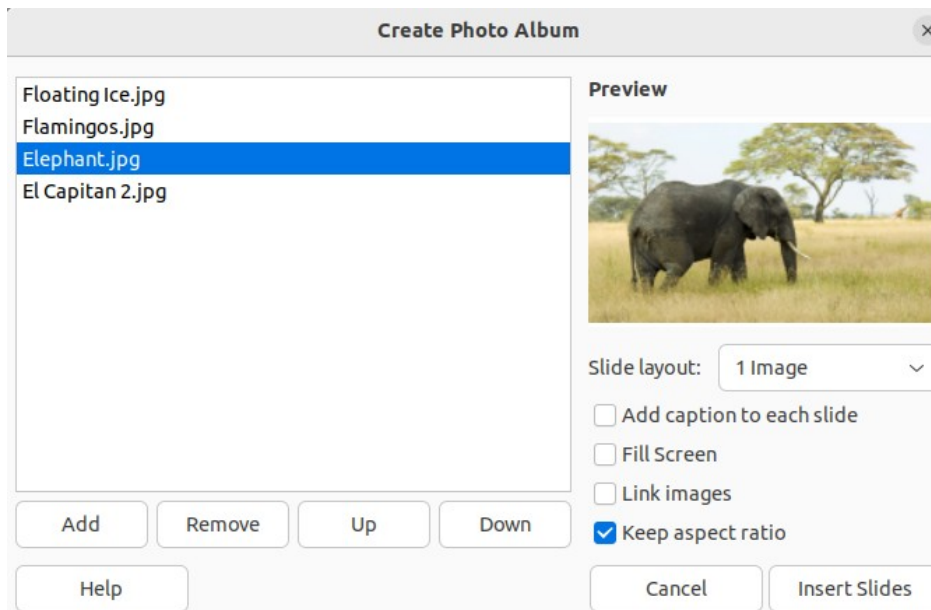 Create Photo Album
Floating Ice.jpg
Flamingos.jpg
Elephant.jpg
El Capitan 2.jpg
Add
Remove
Up
Down
Help
Preview
Slide layout:
1 Image
Add caption to each slide
Fill Screen
Link images
Keep aspect ratio
Cancel
Insert Slides